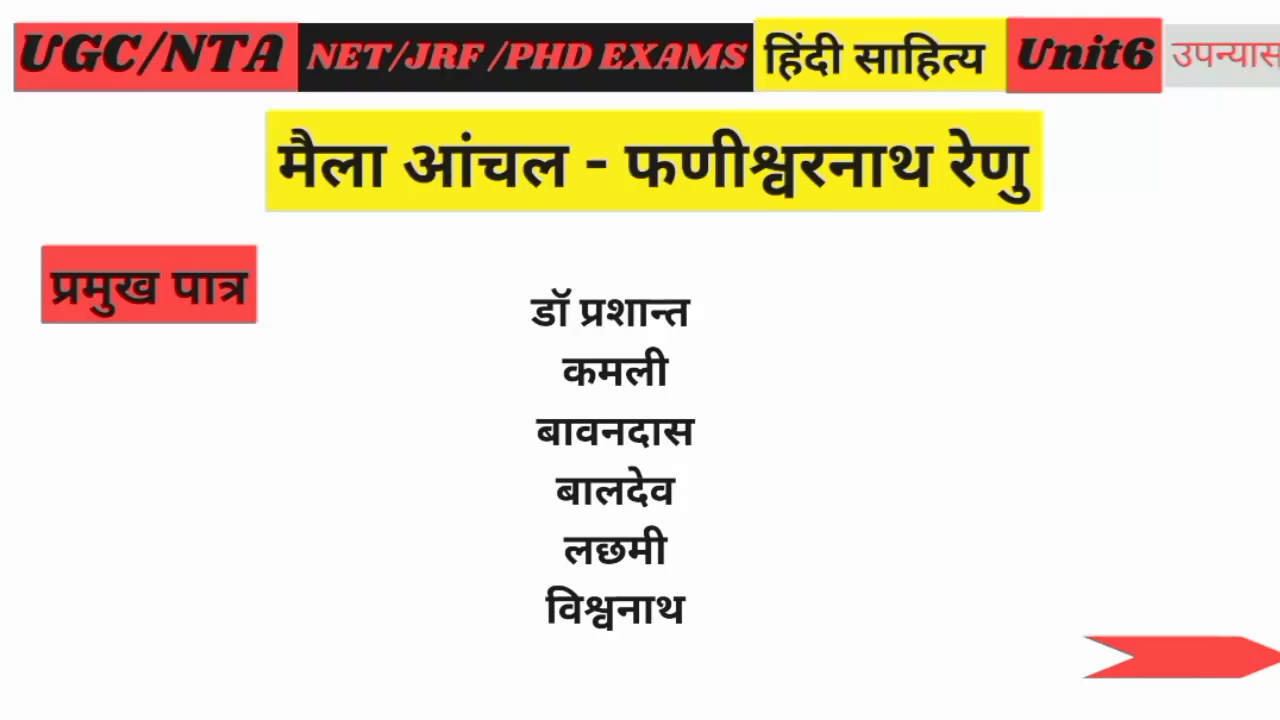 UGC/NTA NET/JRF /PHD EXAMS हिंदी साहित्य Unit6 उपन्यास
मैला आंचल - फणीश्वरनाथ रेणु
प्रमुख पात्र
डॉ प्रशान्त
कमली
बावनदास
बालदेव
लछमी
विश्वनाथ